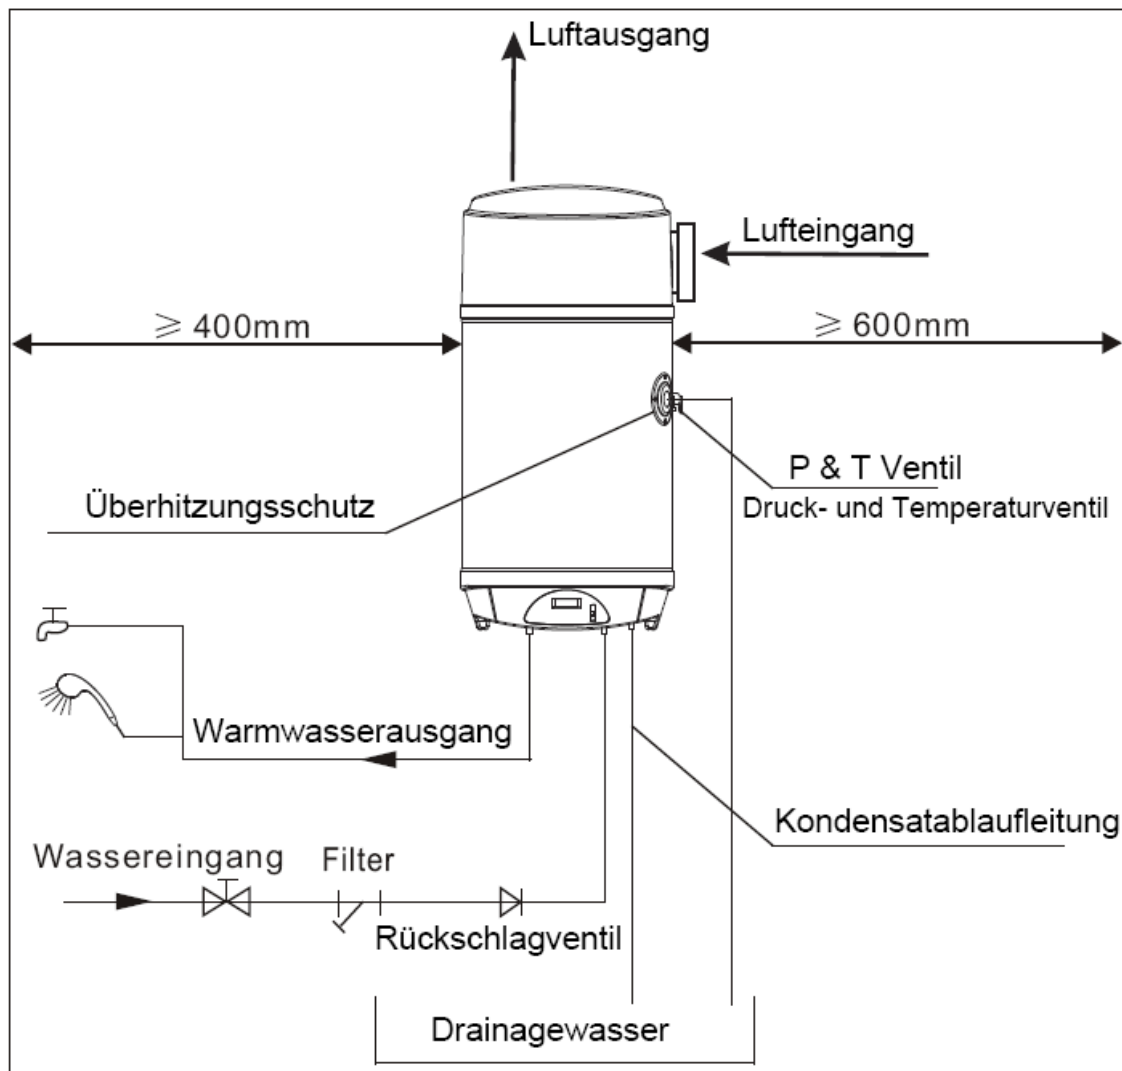 Luftausgang
Lufteingang
≥ 400mm
≥ 600mm
P & T Ventil
Druck- und Temperaturventil
Überhitzungsschutz
Warmwasserausgang
Kondensatablaufleitung
Wassereingang
Filter
Rückschlagventil
Drainagewasser